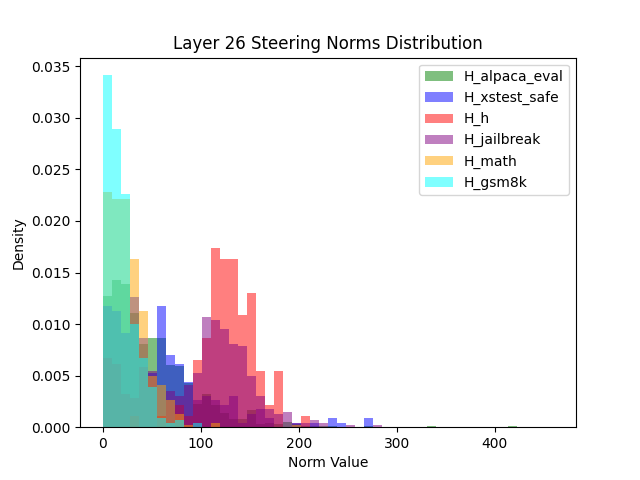 Layer 26 Steering Norms Distribution
H_alpaca_eval
H_xstest_safe
H_h
H_jailbreak
H_math
H_gsm8k
Density
0.035
0.030
0.025
0.020
0.015
0.010
0.005
0.000
0
100
200
300
400
Norm Value